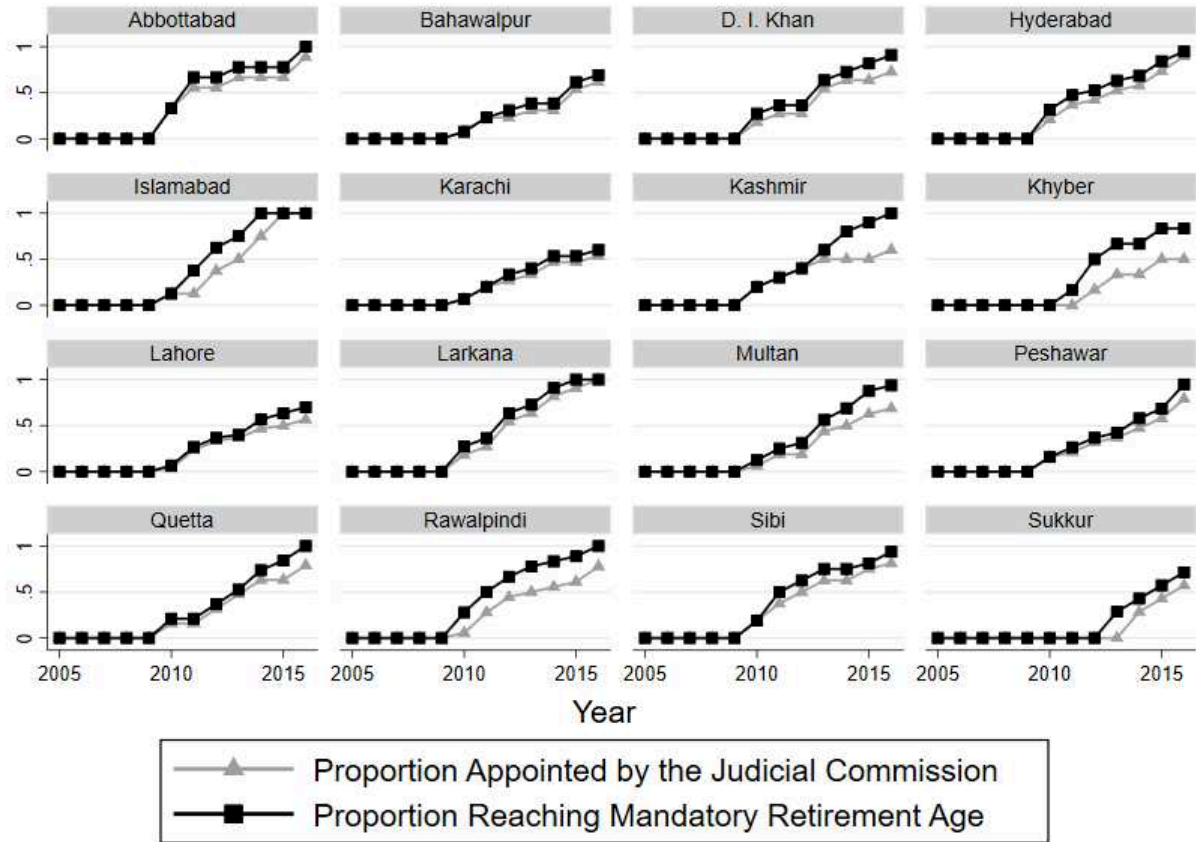 Abbottabad Bahawalpur D. I. Khan Hyderabad
1
.5
0
Islamabad Karachi Kashmir Khyber
1
.5
0
Lahore Larkana Multan Peshawar
1
.5
0
Quetta Rawalpindi Sibi Sukkur
1
.5
0
2005 2010 2015 2005 2010 2015 2005 2010 2015 2005 2010 2015
Year
Proportion Appointed by the Judicial Commission
Proportion Reaching Mandatory Retirement Age